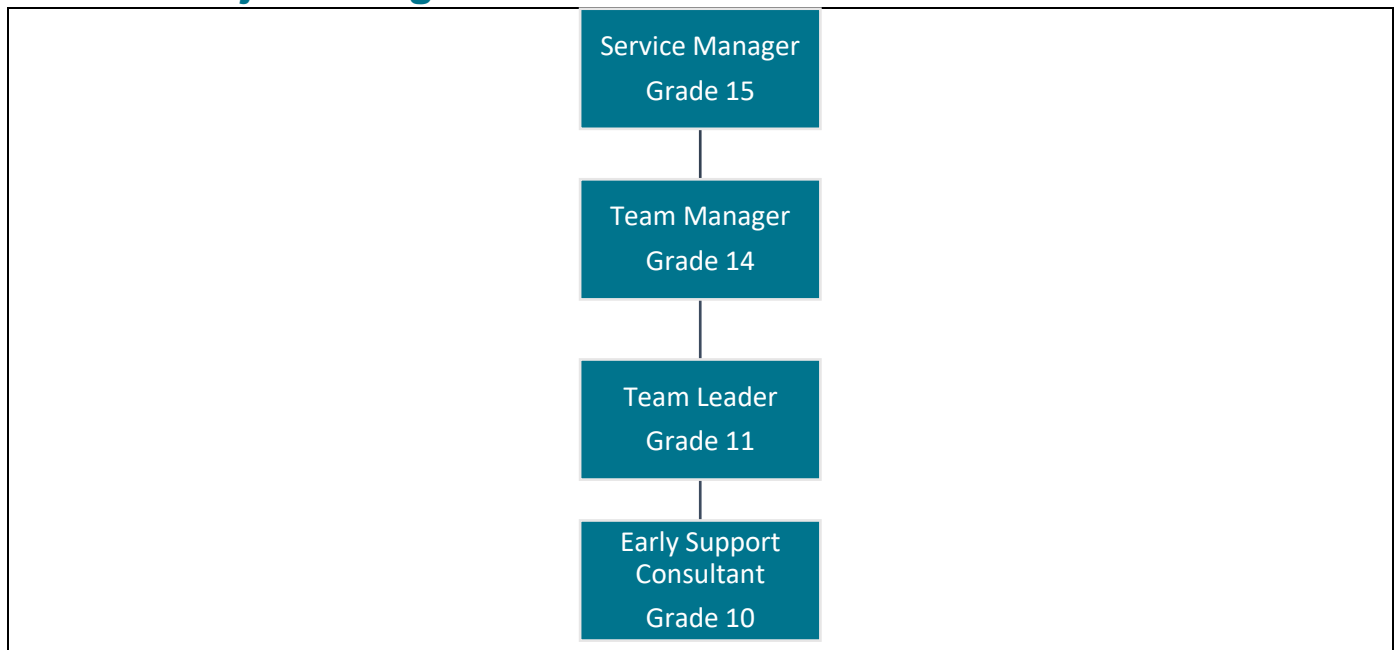 Service Manager
Grade 15
Team Manager
Grade 14
Team Leader
Grade 11
Early Support
Consultant
Grade 10